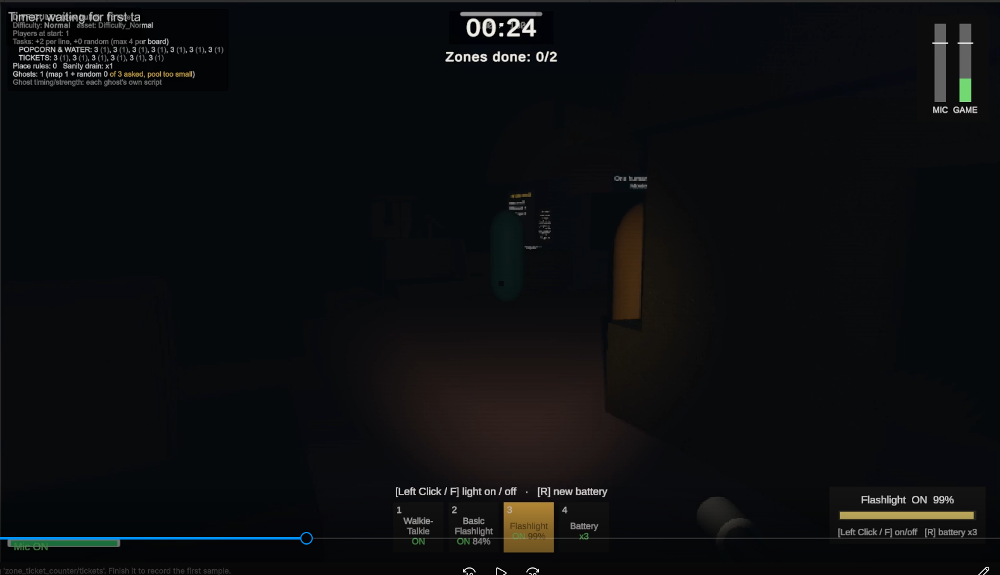 Timer: waiting for first ta
Difficulty: Normal asset: Difficulty_Normal
Players at start: 1
Tasks: +2 per line, +0 random (max 4 per board)
POPCORN & WATER: 3 (1), 3 (1), 3 (1), 3 (1), 3 (1), 3 (1), 3 (1)
TICKETS: 3 (1), 3 (1), 3 (1), 3 (1), 3 (1), 3 (1)
Place rules: 0 Sanity drain: x1
Ghosts: 1 (map 1 + random 0 of 3 asked, pool too small)
Ghost timing/strength: each ghost's own script
00:24
Zones done: 0/2
MIC GAME
[Left Click / F] light on / off · [R] new battery
1 Walkie-Talkie ON
2 Basic Flashlight ON 84%
3 Flashlight ON 99%
4 Battery x3
Flashlight ON 99%
[Left Click / F] on/off [R] battery x3
Mic ON
'zone_ticket_counter/tickets'. Finish it to record the first sample.